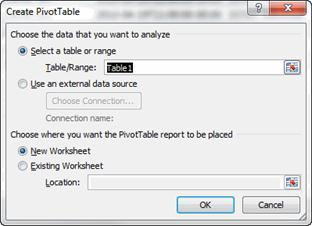 Create PivotTable
Choose the data that you want to analyze
Select a table or range
Table/Range: Table1
Use an external data source
Choose Connection...
Connection name:
Choose where you want the PivotTable report to be placed
New Worksheet
Existing Worksheet
Location:
OK Cancel